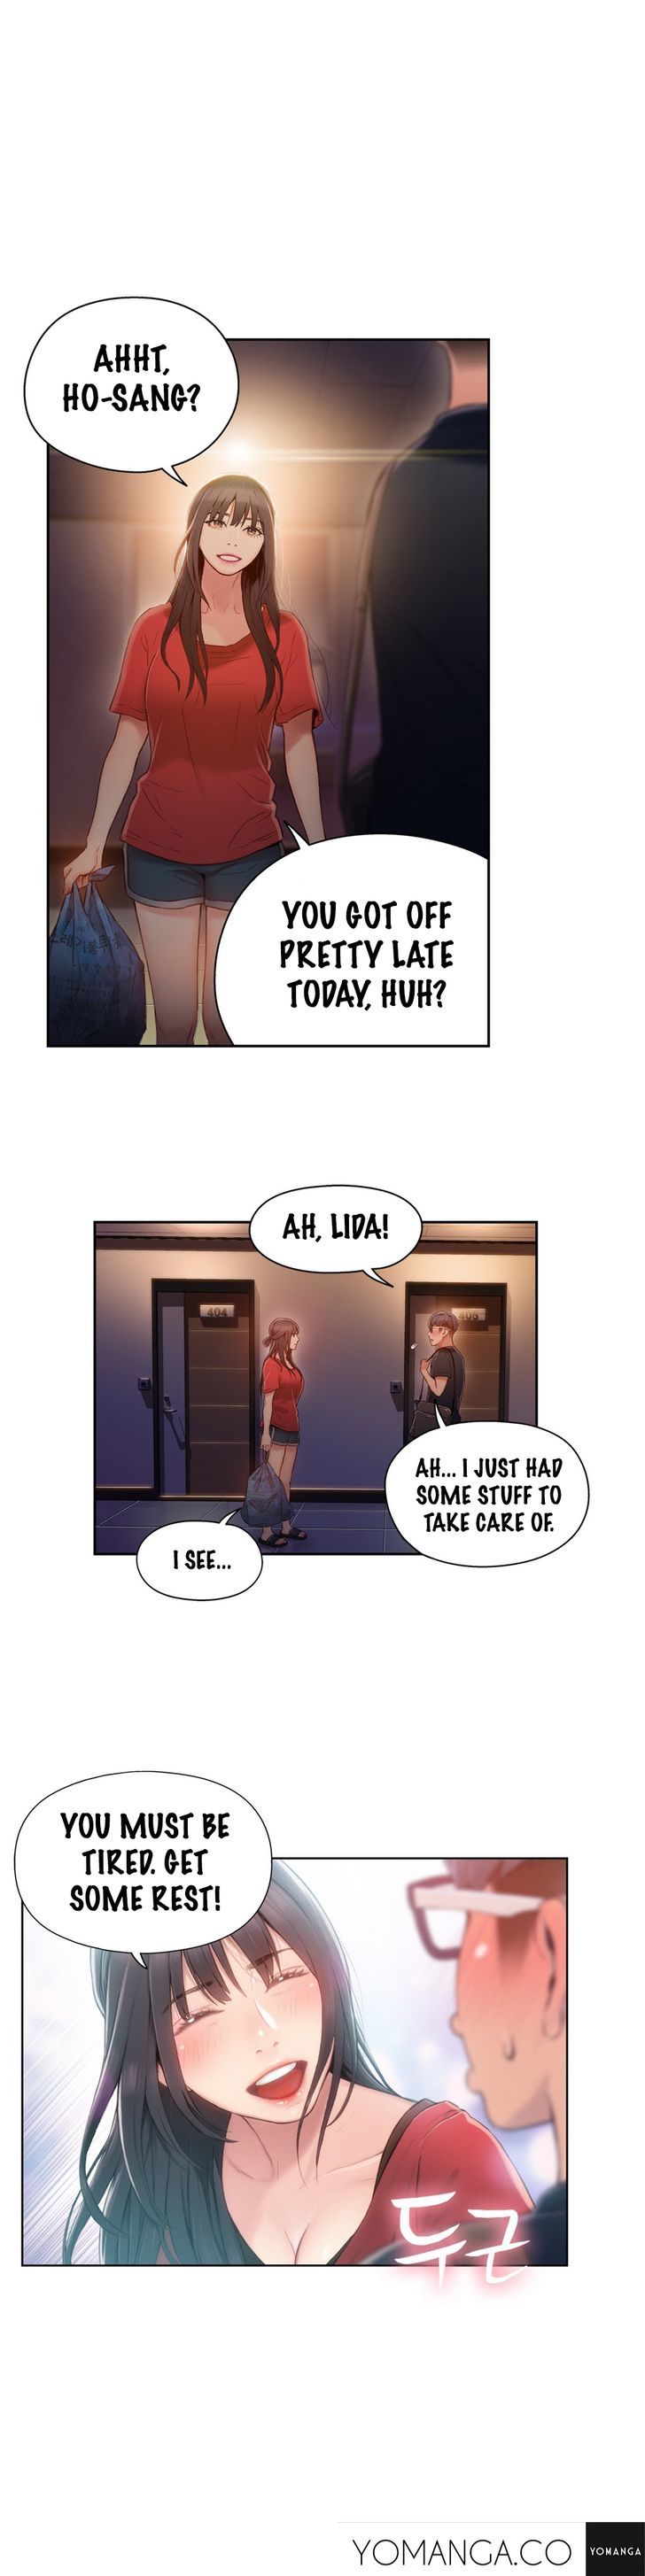 AHHT,
HO-SANG?
YOU GOT OFF
PRETTY LATE
TODAY, HUH?
AH, LIDA!
404
405
AH... I JUST HAD
SOME STUFF TO
TAKE CARE OF.
I SEE...
YOU MUST BE
TIRED. GET
SOME REST!
두근
YOMANGA.CO
YOMANGA